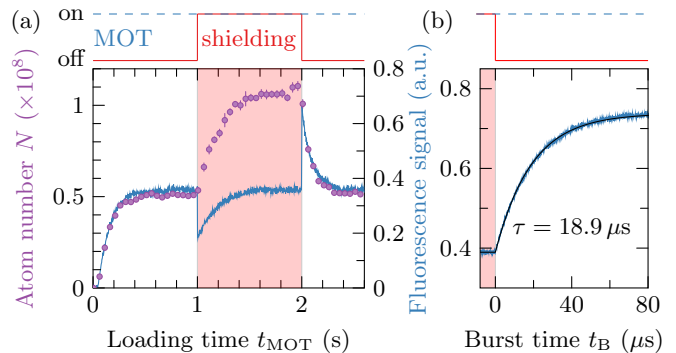 (a)
(b)
on
off
MOT
shielding
Atom number N (×10⁸)
1
0.5
0
0 1 2
Loading time t_MOT (s)
0.8
0.6
0.4
0.2
0
Fluorescence signal (a.u.)
0.8
0.6
0.4
τ = 18.9 μs
0 40 80
Burst time t_B (μs)